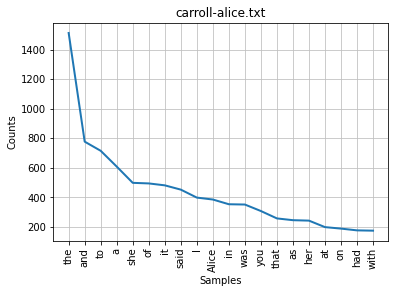 carroll-alice.txt
1400
1200
1000
800
600
400
200
Counts
the and to a she of it said I Alice in was you that as her at on had with
Samples